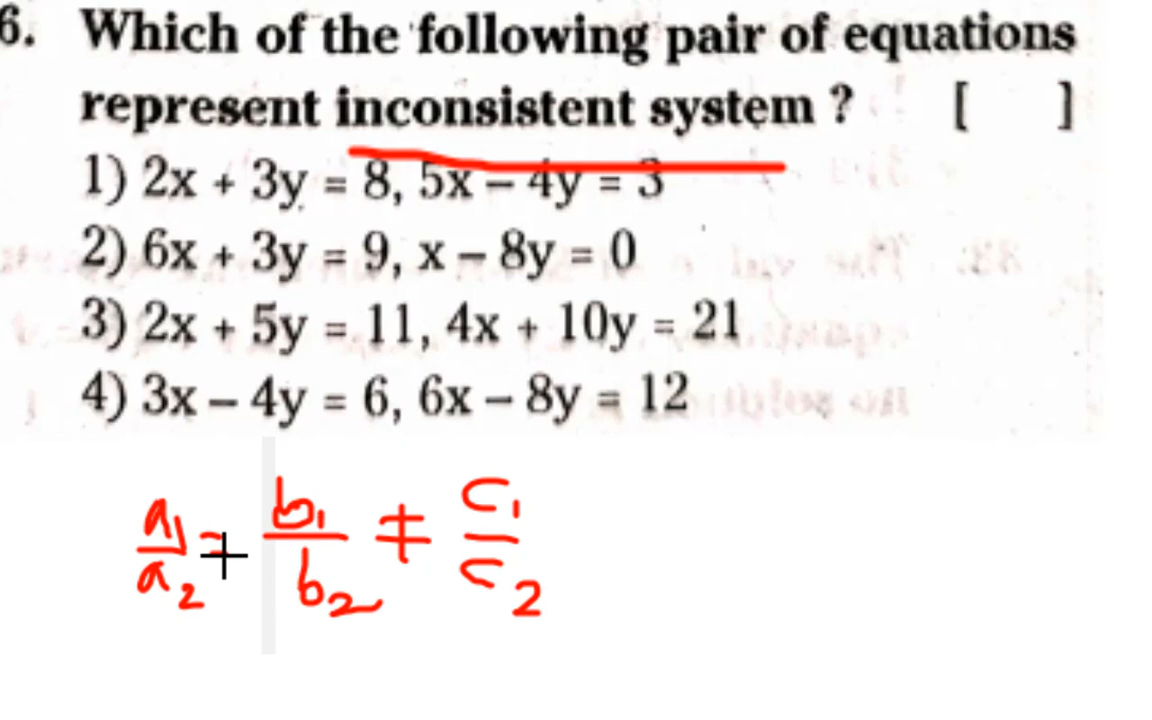 6. Which of the following pair of equations
represent inconsistent system ? [ ]
1) 2x + 3y = 8, 5x – 4y = 3
2) 6x + 3y = 9, x – 8y = 0
3) 2x + 5y = 11, 4x + 10y = 21
4) 3x – 4y = 6, 6x – 8y = 12
a₁/a₂ = b₁/b₂ ≠ c₁/c₂